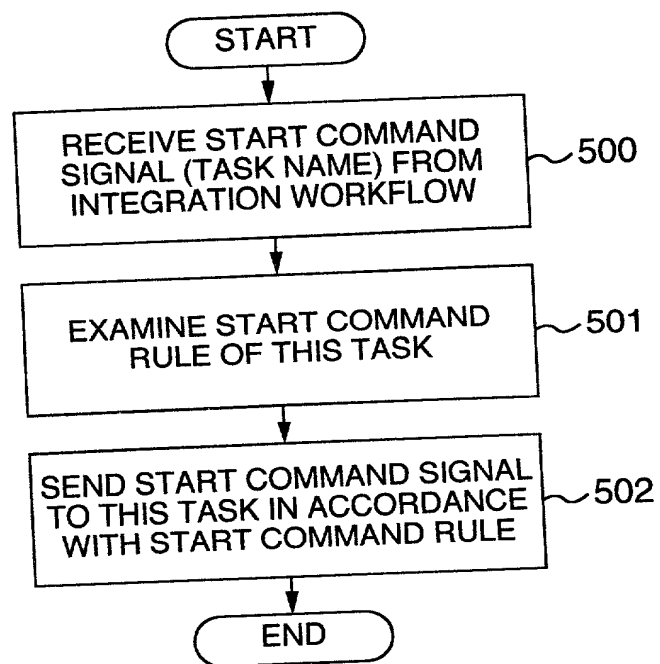 START
RECEIVE START COMMAND
SIGNAL (TASK NAME) FROM
INTEGRATION WORKFLOW
500
EXAMINE START COMMAND
RULE OF THIS TASK
501
SEND START COMMAND SIGNAL
TO THIS TASK IN ACCORDANCE
WITH START COMMAND RULE
502
END